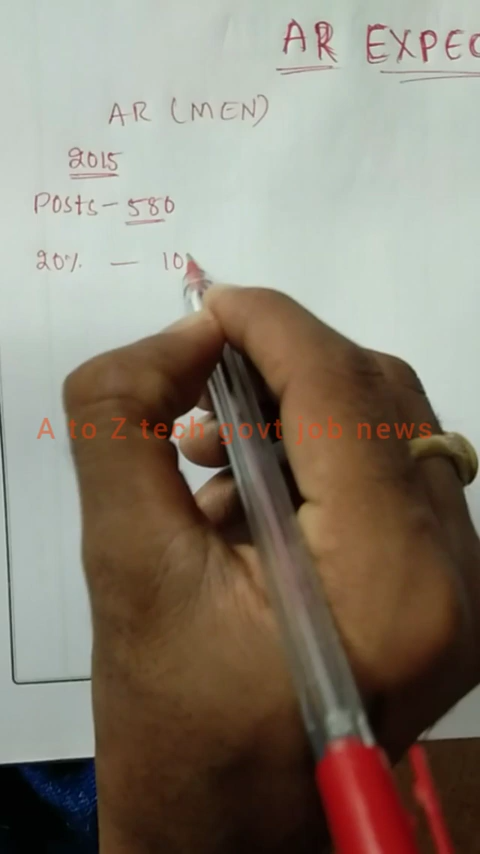 AR EXPEC
AR (MEN)
2015
Posts - 580
20% — 10
A to Z tech govt job news